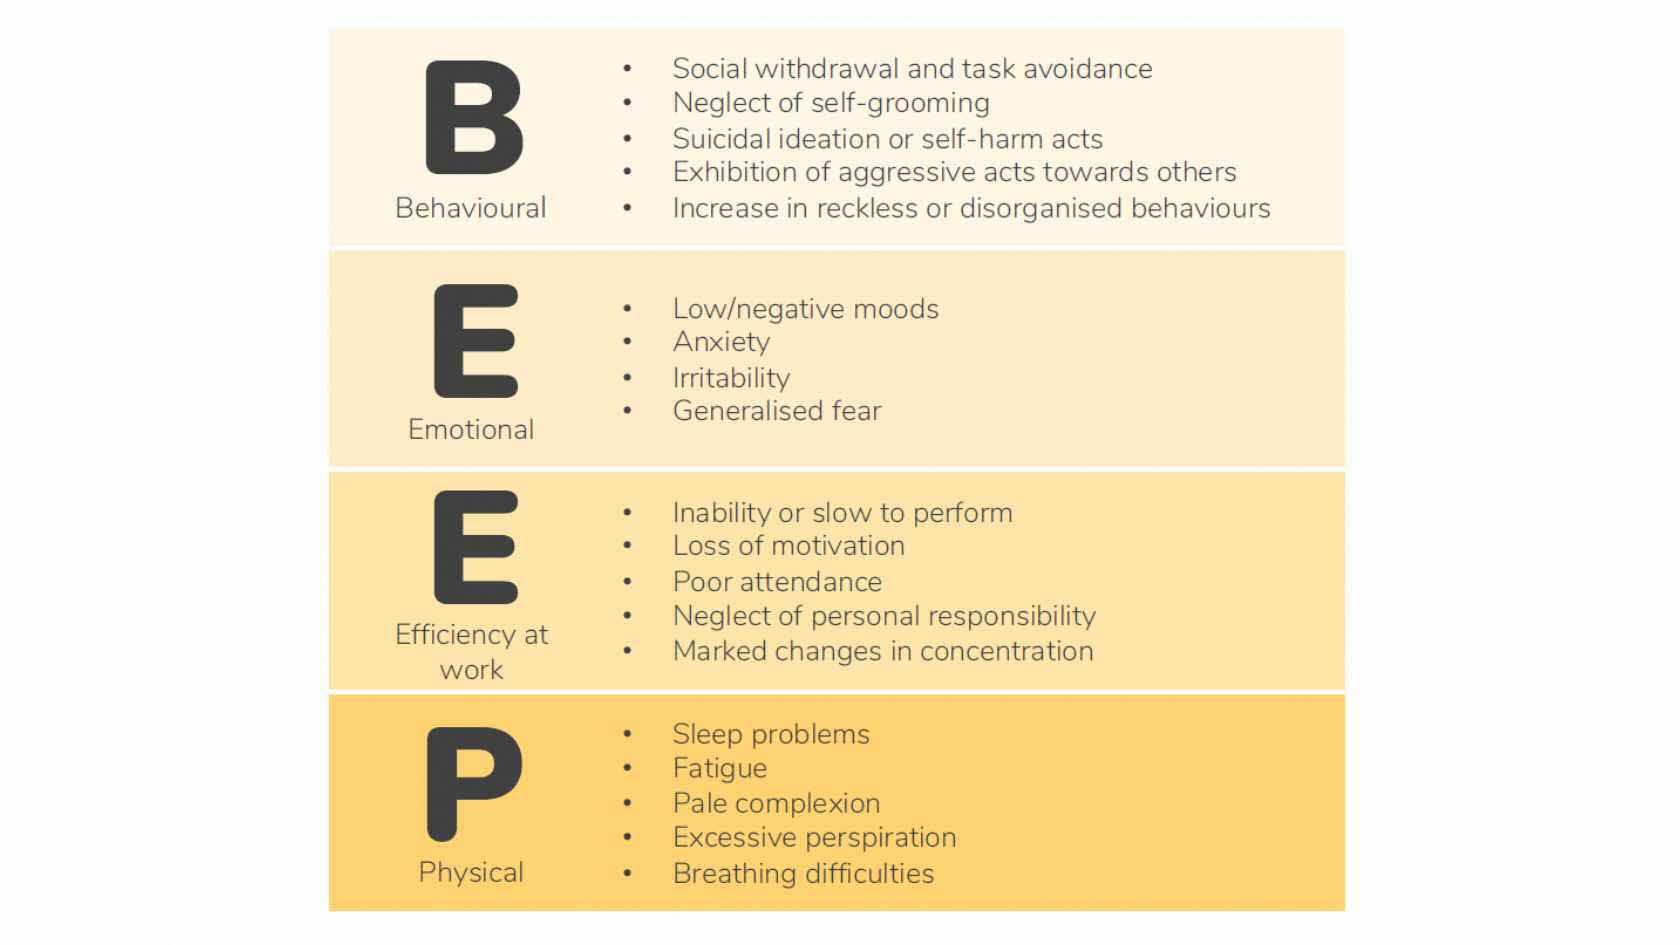 B
Behavioural
• Social withdrawal and task avoidance
• Neglect of self-grooming
• Suicidal ideation or self-harm acts
• Exhibition of aggressive acts towards others
• Increase in reckless or disorganised behaviours
E
Emotional
• Low/negative moods
• Anxiety
• Irritability
• Generalised fear
E
Efficiency at
work
• Inability or slow to perform
• Loss of motivation
• Poor attendance
• Neglect of personal responsibility
• Marked changes in concentration
P
Physical
• Sleep problems
• Fatigue
• Pale complexion
• Excessive perspiration
• Breathing difficulties